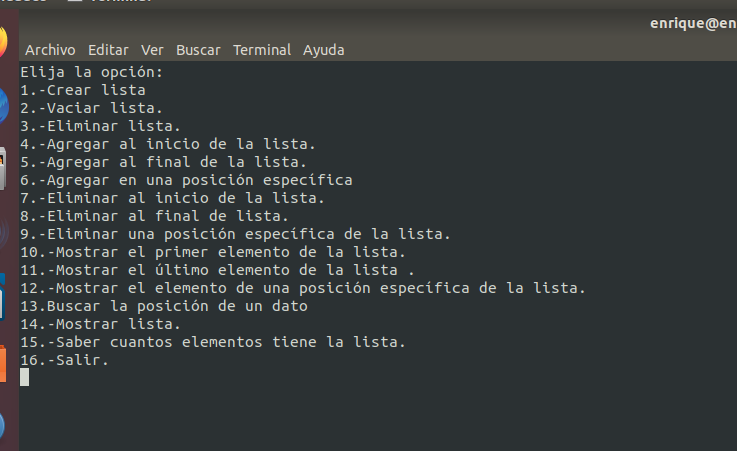 enrique@en
Archivo Editar Ver Buscar Terminal Ayuda
Elija la opción:
1.-Crear lista
2.-Vaciar lista.
3.-Eliminar lista.
4.-Agregar al inicio de la lista.
5.-Agregar al final de la lista.
6.-Agregar en una posición específica
7.-Eliminar al inicio de la lista.
8.-Eliminar al final de lista.
9.-Eliminar una posición específica de la lista.
10.-Mostrar el primer elemento de la lista.
11.-Mostrar el último elemento de la lista .
12.-Mostrar el elemento de una posición específica de la lista.
13.Buscar la posición de un dato
14.-Mostrar lista.
15.-Saber cuantos elementos tiene la lista.
16.-Salir.